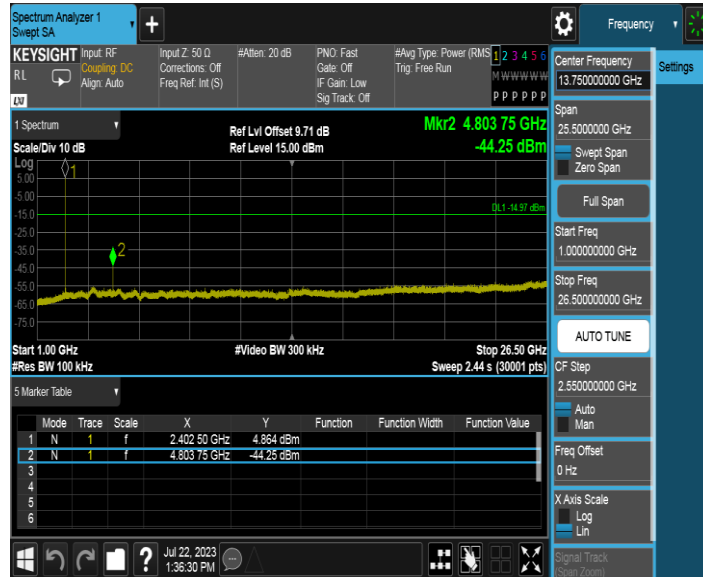 Spectrum Analyzer 1
Swept SA
Frequency
KEYSIGHT
RL
LXI
Input: RF
Coupling: DC
Align: Auto
Input Z: 50 Ω
Corrections: Off
Freq Ref: Int (S)
#Atten: 20 dB
PNO: Fast
Gate: Off
IF Gain: Low
Sig Track: Off
#Avg Type: Power (RMS
Trig: Free Run
1 2 3 4 5 6
M W W W W W
P P P P P P
1 Spectrum
Scale/Div 10 dB
Ref Lvl Offset 9.71 dB
Ref Level 15.00 dBm
Mkr2 4.803 75 GHz
-44.25 dBm
Log
5.00
-5.00
-15.0
-25.0
-35.0
-45.0
-55.0
-65.0
-75.0
1
2
DL1 -14.97 dBm
Start 1.00 GHz
#Res BW 100 kHz
#Video BW 300 kHz
Stop 26.50 GHz
Sweep 2.44 s (30001 pts)
5 Marker Table
Mode Trace Scale X Y Function Function Width Function Value
1 N 1 f 2.402 50 GHz 4.864 dBm
2 N 1 f 4.803 75 GHz -44.25 dBm
3
4
5
6
?
Jul 22, 2023
1:36:30 PM
Center Frequency
13.750000000 GHz
Settings
Span
25.5000000 GHz
Swept Span
Zero Span
Full Span
Start Freq
1.000000000 GHz
Stop Freq
26.500000000 GHz
AUTO TUNE
CF Step
2.550000000 GHz
Auto
Man
Freq Offset
0 Hz
X Axis Scale
Log
Lin
Signal Track
(Span Zoom)